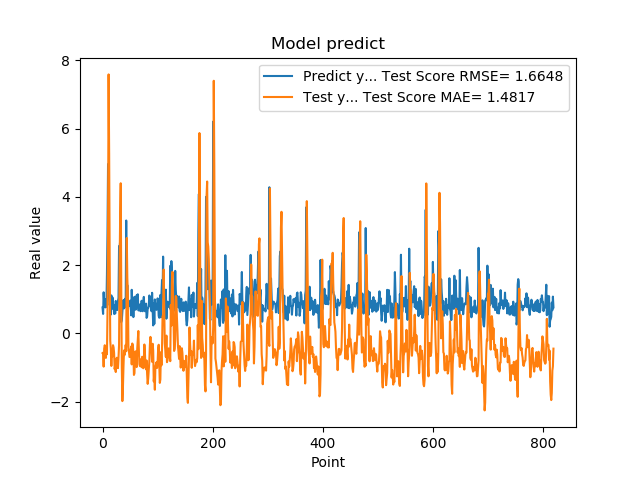 Model predict
Predict y... Test Score RMSE= 1.6648
Test y... Test Score MAE= 1.4817
8
6
4
2
0
−2
Real value
0 200 400 600 800
Point